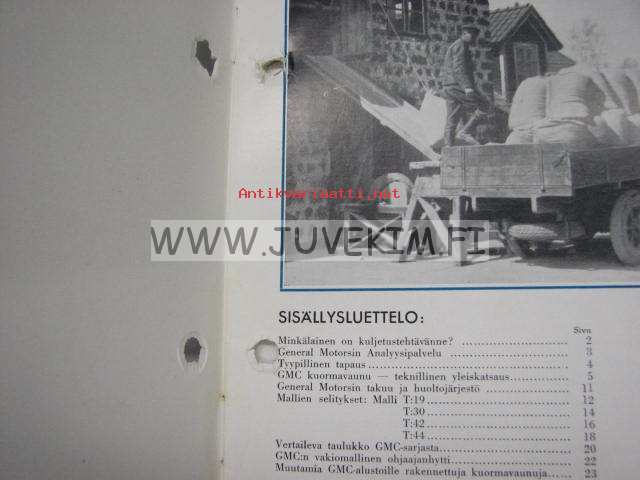 Antikvariaatti.net
WWW.JUVEKIM.FI
SISÄLLYSLUETTELO:
Sivu
Minkälainen on kuljetustehtävänne? 2
General Motorsin Analyysipalvelu 3
Tyypillinen tapaus 4
GMC kuormavaunu — teknillinen yleiskatsaus 5
General Motorsin takuu ja huoltojärjestö 11
Mallien selitykset: Malli T:19 12
T:30 14
T:42 16
T:44 18
Vertaileva taulukko GMC-sarjasta 20
GMC:n vakiomallinen ohjaajanhytti 22
Muutamia GMC-alustoille rakennettuja kuormavaunuja 23